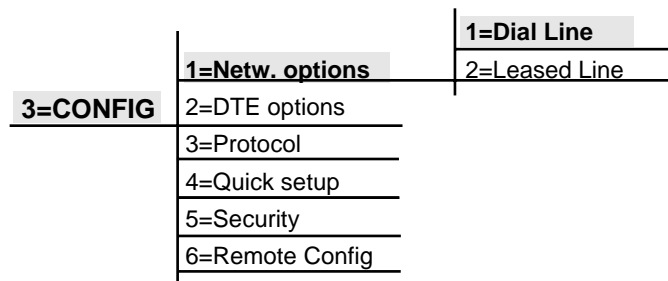 1=Dial Line
1=Netw. options
2=Leased Line
3=CONFIG
2=DTE options
3=Protocol
4=Quick setup
5=Security
6=Remote Config